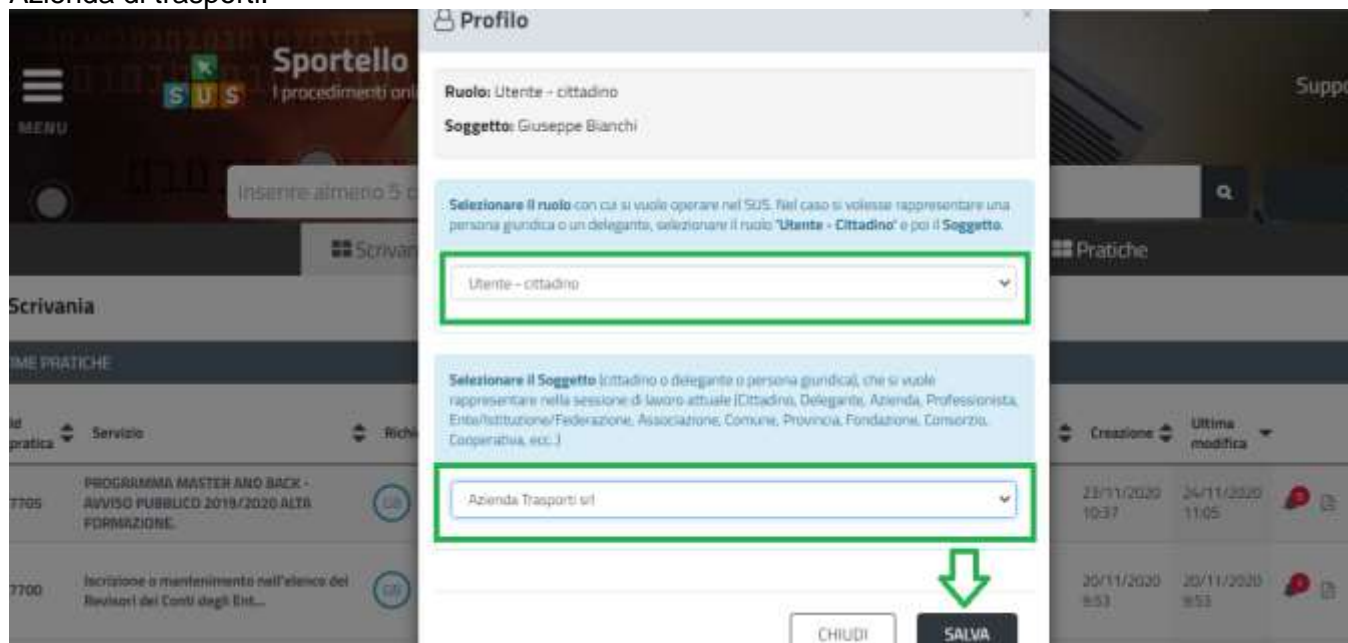 Azienda di trasporti.
Profilo
×
Sportello
I procedimenti onli
SUS
MENU
Suppo
Ruolo: Utente - cittadino
Soggetto: Giuseppe Bianchi
Inserire almeno 5 c
Selezionare il ruolo con cui si vuole operare nel SUS. Nel caso si volesse rappresentare una
persona giuridica o un delegante, selezionare il ruolo "Utente - Cittadino" e poi il Soggetto.
Scrivan
Pratiche
Utente - cittadino
Scrivania
IME PRATICHE
Selezionare il Soggetto (cittadino o delegante o persona giuridica), che si vuole
rappresentare nella sessione di lavoro attuale (Cittadino, Delegante, Azienda, Professionista,
Ente/Istituzione/Federazione, Associazione, Comune, Provincia, Fondazione, Consorzio,
Cooperativa, ecc..)
Id
pratica
Servizio
Richi
Creazione
Ultima
modifica
7705
PROGRAMMA MASTER AND BACK -
AVVISO PUBBLICO 2019/2020 ALTA
FORMAZIONE.
Azienda Trasporti srl
23/11/2020
10:37
24/11/2020
11:05
7700
Iscrizione o mantenimento nell'elenco dei
Revisori dei Conti degli Ent...
20/11/2020
9:53
20/11/2020
9:53
CHIUDI
SALVA